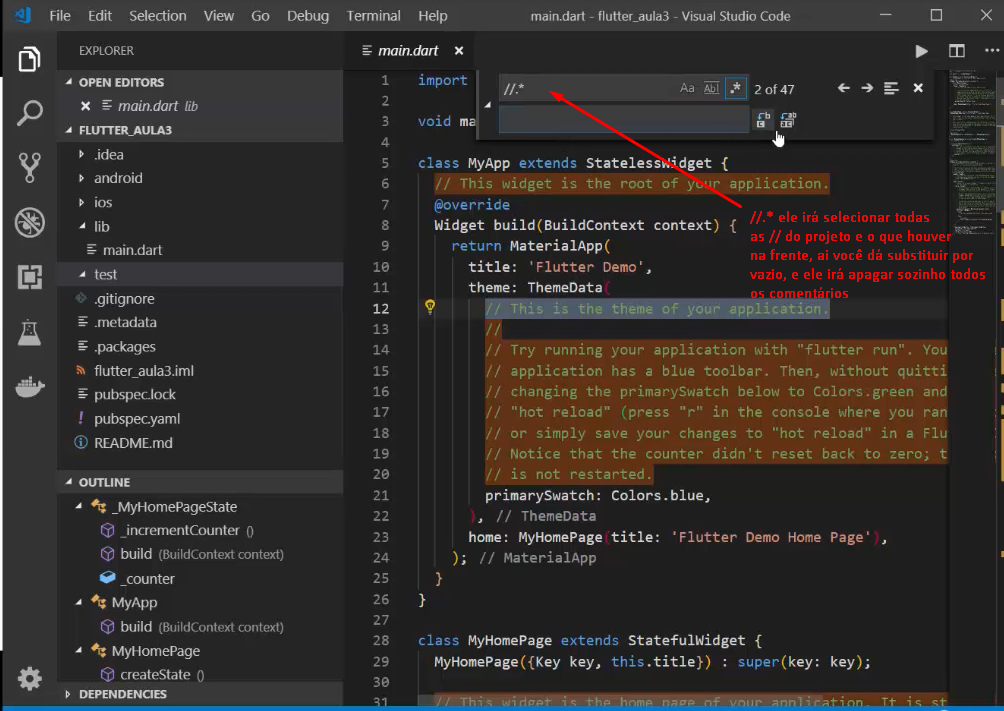 File Edit Selection View Go Debug Terminal Help main.dart - flutter_aula3 - Visual Studio Code
EXPLORER
OPEN EDITORS
main.dart lib
FLUTTER_AULA3
.idea
android
ios
lib
main.dart
test
.gitignore
.metadata
.packages
flutter_aula3.iml
pubspec.lock
pubspec.yaml
README.md
OUTLINE
_MyHomePageState
_incrementCounter ()
build (BuildContext context)
_counter
MyApp
build (BuildContext context)
MyHomePage
createState ()
DEPENDENCIES
main.dart
//.* Aa Abl .* 2 of 47
1 import
2
3 void ma
4
5 class MyApp extends StatelessWidget {
6 // This widget is the root of your application.
7 @override
8 Widget build(BuildContext context) {
9 return MaterialApp(
10 title: 'Flutter Demo',
11 theme: ThemeData(
12 // This is the theme of your application.
13 //
14 // Try running your application with "flutter run". You
15 // application has a blue toolbar. Then, without quitti
16 // changing the primarySwatch below to Colors.green and
17 // "hot reload" (press "r" in the console where you ran
18 // or simply save your changes to "hot reload" in a Flu
19 // Notice that the counter didn't reset back to zero; t
20 // is not restarted.
21 primarySwatch: Colors.blue,
22 ), // ThemeData
23 home: MyHomePage(title: 'Flutter Demo Home Page'),
24 ); // MaterialApp
25 }
26 }
27
28 class MyHomePage extends StatefulWidget {
29 MyHomePage({Key key, this.title}) : super(key: key);
30
31 // This widget is the home page of your application. It is st
//.* ele irá selecionar todas
as // do projeto e o que houver
na frente, ai você dá substituir por
vazio, e ele irá apagar sozinho todos
os comentários